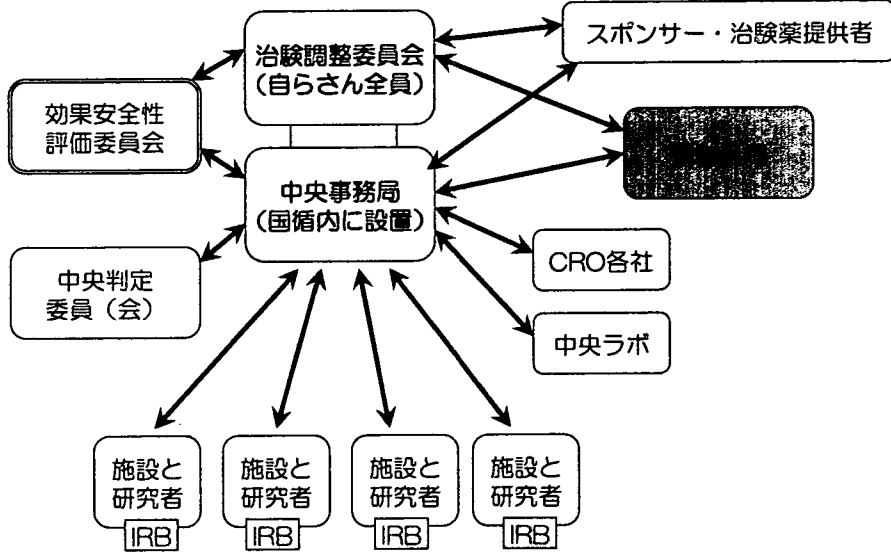 治験調整委員会
（自らさん全員）
スポンサー・治験薬提供者
効果安全性
評価委員会
中央事務局
（国循内に設置）
中央判定
委員（会）
CRO各社
中央ラボ
施設と
研究者
IRB
施設と
研究者
IRB
施設と
研究者
IRB
施設と
研究者
IRB